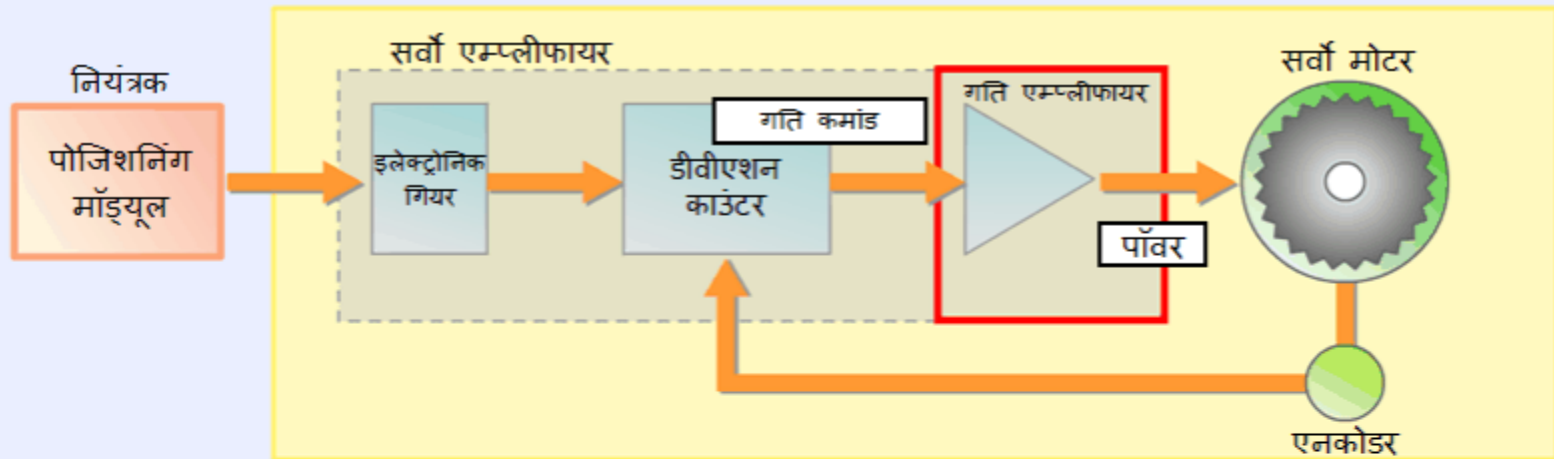 नियंत्रक
पोजिशनिंग
मॉड्यूल
सर्वो एम्प्लीफायर
इलेक्ट्रोनिक
गियर
गति कमांड
डीवीएशन
काउंटर
गति एम्प्लीफायर
पॉवर
सर्वो मोटर
एनकोडर